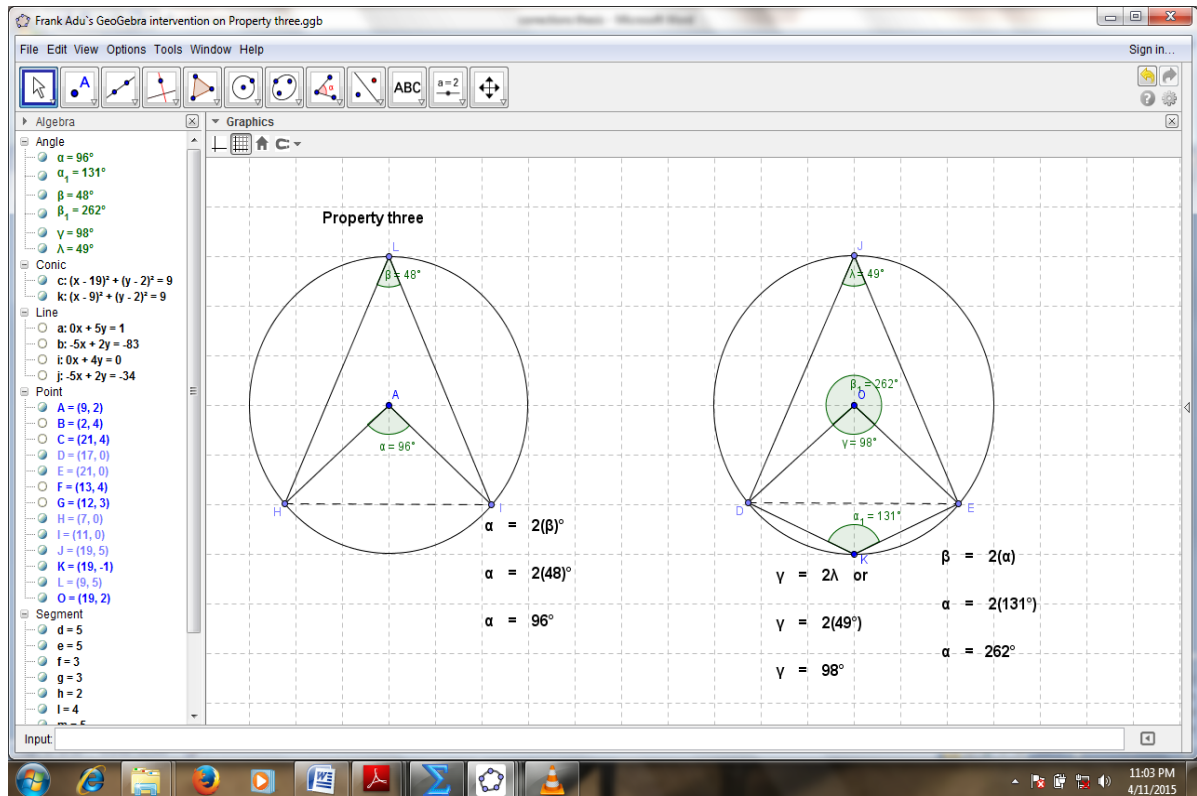 Frank Adu`s GeoGebra intervention on Property three.ggb
File Edit View Options Tools Window Help
Sign in...
A
α
ABC
a=2
Algebra
Graphics
Angle
α = 96°
α₁ = 131°
β = 48°
β₁ = 262°
γ = 98°
λ = 49°
Conic
c: (x - 19)² + (y - 2)² = 9
k: (x - 9)² + (y - 2)² = 9
Line
a: 0x + 5y = 1
b: -5x + 2y = -83
i: 0x + 4y = 0
j: -5x + 2y = -34
Point
A = (9, 2)
B = (2, 4)
C = (21, 4)
D = (17, 0)
E = (21, 0)
F = (13, 4)
G = (12, 3)
H = (7, 0)
I = (11, 0)
J = (19, 5)
K = (19, -1)
L = (9, 5)
O = (19, 2)
Segment
d = 5
e = 5
f = 3
g = 3
h = 2
l = 4
Property three
L
β = 48°
A
α = 96°
H
I
α = 2(β)°
α = 2(48)°
α = 96°
J
λ = 49°
β₁ = 262°
O
γ = 98°
D
E
α₁ = 131°
K
γ = 2λ or
γ = 2(49°)
γ = 98°
β = 2(α)
α = 2(131°)
α = 262°
Input:
11:03 PM
4/11/2015